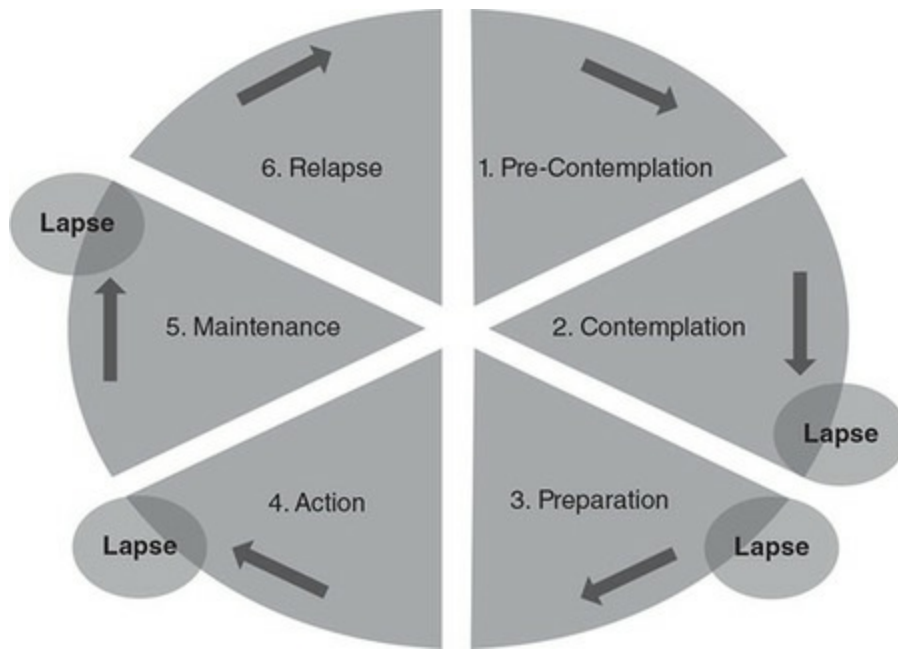 6. Relapse
1. Pre-Contemplation
Lapse
5. Maintenance
2. Contemplation
Lapse
4. Action
3. Preparation
Lapse
Lapse